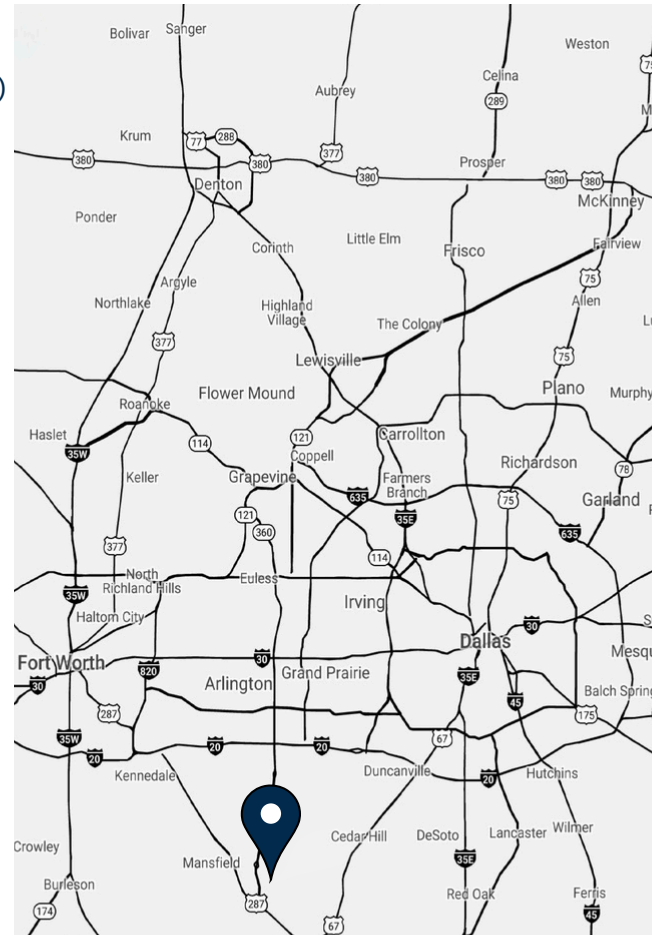 Bolivar
Sanger
Weston
75
Celina
Aubrey
289
)
M
Krum
77
288
377
380
380
Prosper
380
380
380
Denton
McKinney
Ponder
Corinth
Little Elm
Frisco
Fairview
Argyle
75
Northlake
Highland
Village
Allen
The Colony
377
75
Lewisville
Flower Mound
Plano
Murphy
Roanoke
Haslet
35W
114
121
Carrollton
Coppell
Richardson
78
Keller
Grapevine
Farmers
Branch
635
75
Garland
121
360
35E
635
377
114
North
Richland Hills
Euless
35W
Irving
Haltom City
30
Dallas
Fort Worth
30
820
Grand Prairie
35E
Mesqu
30
Arlington
45
Balch Spring
287
175
35W
20
20
20
67
Kennedale
Duncanville
20
Hutchins
Crowley
Mansfield
Cedar Hill
DeSoto
Lancaster
Wilmer
35E
Burleson
Red Oak
Ferris
174
287
67
45